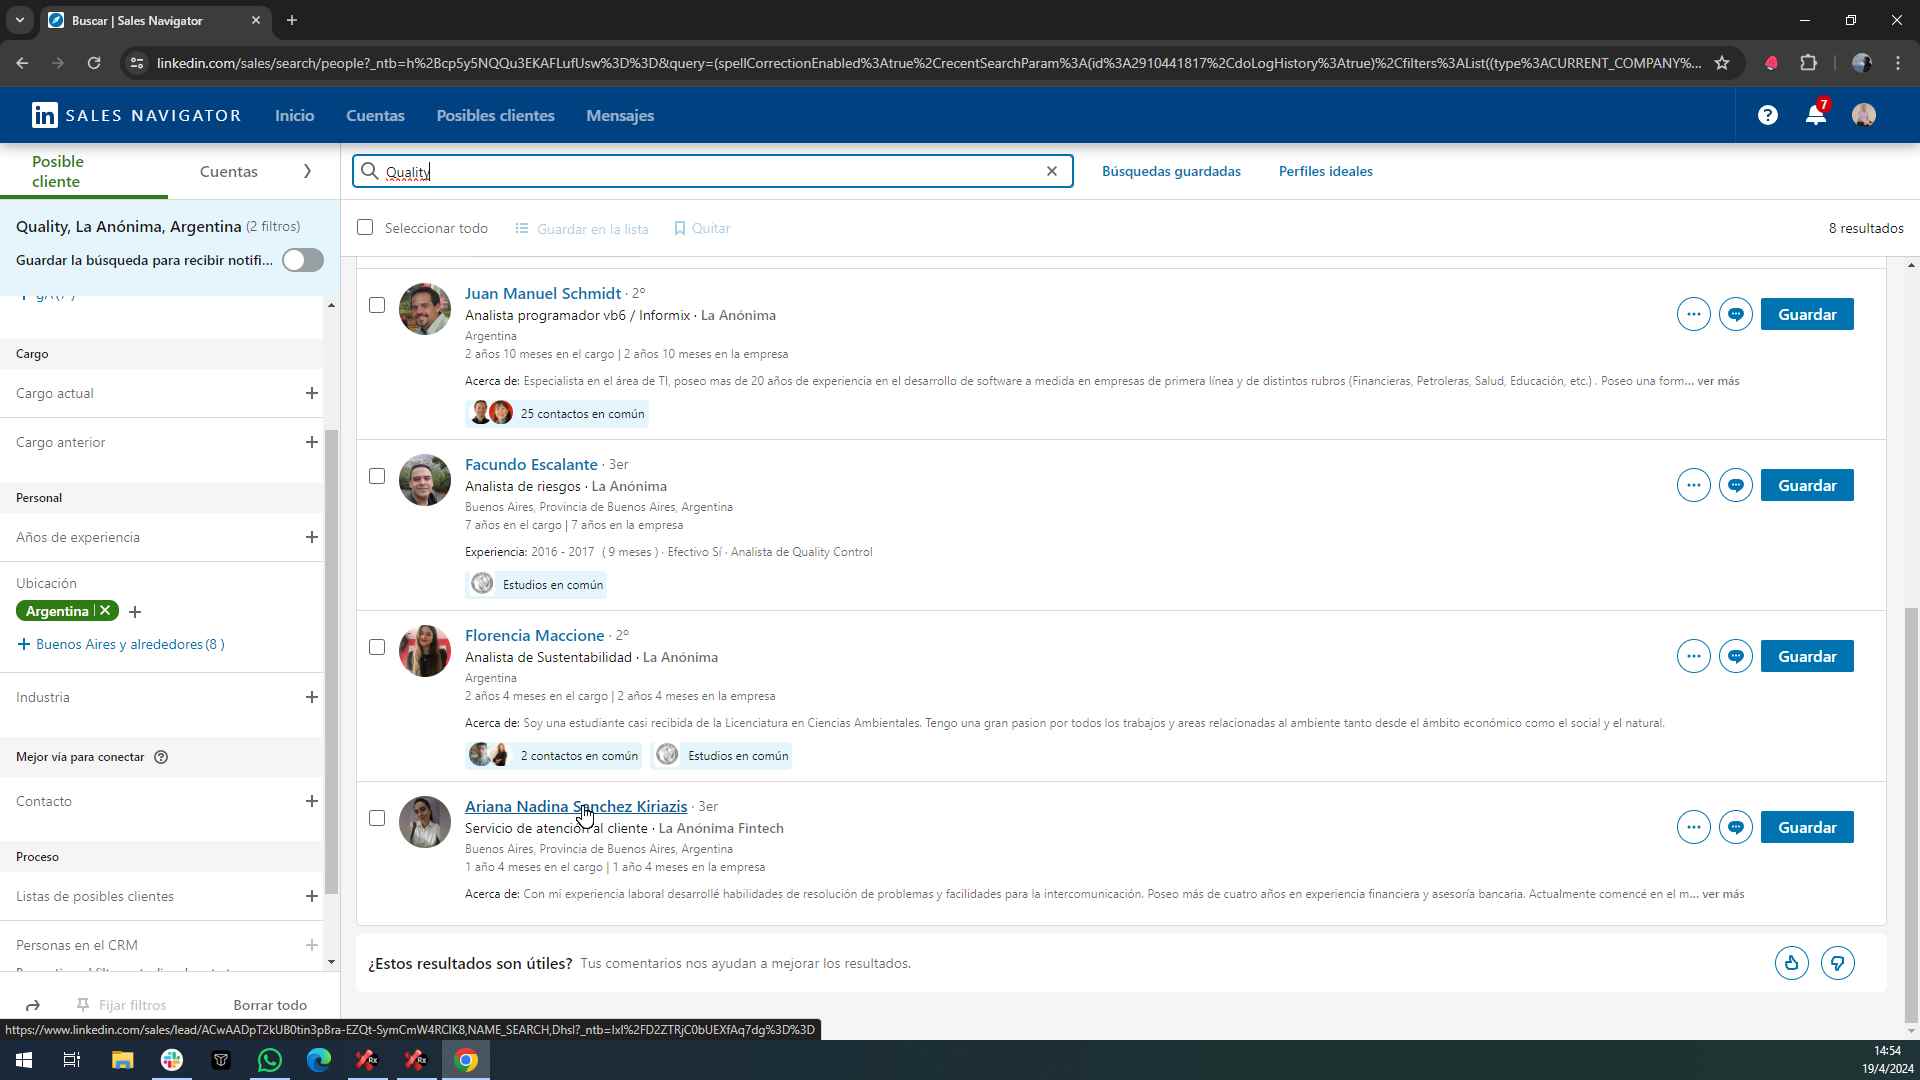 Buscar | Sales Navigator
linkedin.com/sales/search/people?_ntb=h%2Bcp5y5NQQu3EKAFLufUsw%3D%3D&query=(spellCorrectionEnabled%3Atrue%2CrecentSearchParam%3A(id%3A2910441817%2CdoLogHistory%3Atrue)%2Cfilters%3AList((type%3ACURRENT_COMPANY%...
in SALES NAVIGATOR
Inicio
Cuentas
Posibles clientes
Mensajes
?
7
Posible cliente
Cuentas
Quality
Búsquedas guardadas
Perfiles ideales
Quality, La Anónima, Argentina (2 filtros)
Guardar la búsqueda para recibir notifi...
Seleccionar todo
Guardar en la lista
Quitar
8 resultados
Cargo
Cargo actual
Cargo anterior
Personal
Años de experiencia
Ubicación
Argentina
+ Buenos Aires y alrededores (8)
Industria
Mejor vía para conectar
Contacto
Proceso
Listas de posibles clientes
Personas en el CRM
Fijar filtros
Borrar todo
Juan Manuel Schmidt · 2º
Analista programador vb6 / Informix · La Anónima
Argentina
2 años 10 meses en el cargo | 2 años 10 meses en la empresa
Acerca de: Especialista en el área de TI, poseo mas de 20 años de experiencia en el desarrollo de software a medida en empresas de primera línea y de distintos rubros (Financieras, Petroleras, Salud, Educación, etc.) . Poseo una form... ver más
25 contactos en común
Guardar
Facundo Escalante · 3er
Analista de riesgos · La Anónima
Buenos Aires, Provincia de Buenos Aires, Argentina
7 años en el cargo | 7 años en la empresa
Experiencia: 2016 - 2017 ( 9 meses ) · Efectivo Sí · Analista de Quality Control
Estudios en común
Guardar
Florencia Maccione · 2º
Analista de Sustentabilidad · La Anónima
Argentina
2 años 4 meses en el cargo | 2 años 4 meses en la empresa
Acerca de: Soy una estudiante casi recibida de la Licenciatura en Ciencias Ambientales. Tengo una gran pasion por todos los trabajos y areas relacionadas al ambiente tanto desde el ámbito económico como el social y el natural.
2 contactos en común
Estudios en común
Guardar
Ariana Nadina Sanchez Kiriazis · 3er
Servicio de atención al cliente · La Anónima Fintech
Buenos Aires, Provincia de Buenos Aires, Argentina
1 año 4 meses en el cargo | 1 año 4 meses en la empresa
Acerca de: Con mi experiencia laboral desarrollé habilidades de resolución de problemas y facilidades para la intercomunicación. Poseo más de cuatro años en experiencia financiera y asesoría bancaria. Actualmente comencé en el m... ver más
Guardar
¿Estos resultados son útiles? Tus comentarios nos ayudan a mejorar los resultados.
https://www.linkedin.com/sales/lead/ACwAADpT2kUB0tin3pBra-EZQt-SymCmW4RClK8,NAME_SEARCH,Dhsl?_ntb=lxl%2FD2ZTRjC0bUEXfAq7dg%3D%3D
14:54
19/4/2024